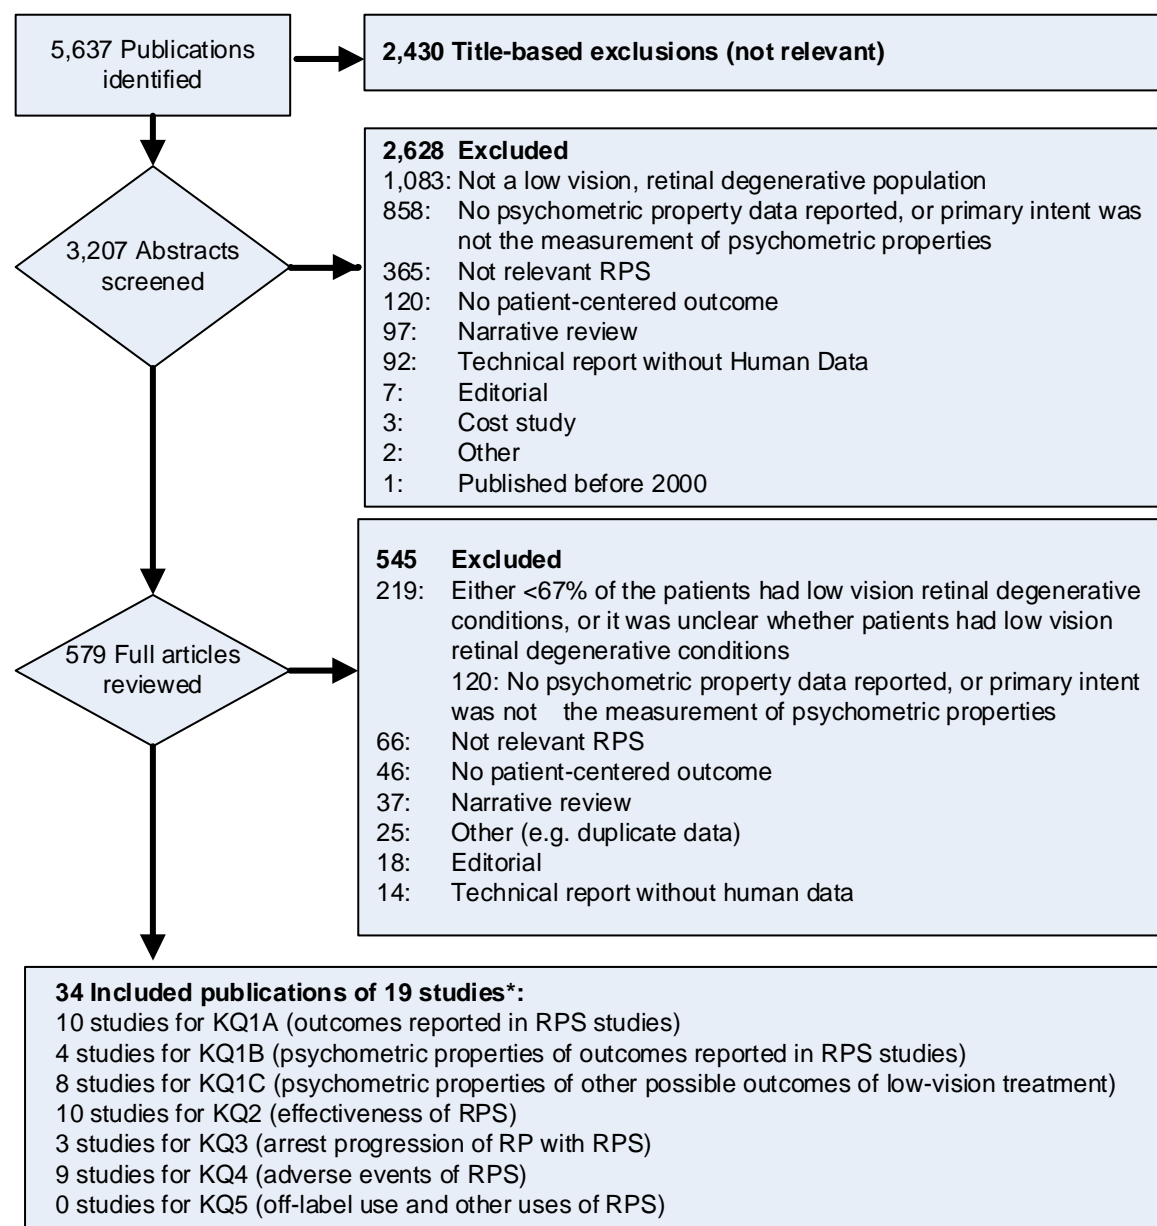 5,637 Publications
identified
2,430 Title-based exclusions (not relevant)
3,207 Abstracts
screened
2,628 Excluded
1,083: Not a low vision, retinal degenerative population
858: No psychometric property data reported, or primary intent was
not the measurement of psychometric properties
365: Not relevant RPS
120: No patient-centered outcome
97: Narrative review
92: Technical report without Human Data
7: Editorial
3: Cost study
2: Other
1: Published before 2000
579 Full articles
reviewed
545 Excluded
219: Either <67% of the patients had low vision retinal degenerative
conditions, or it was unclear whether patients had low vision
retinal degenerative conditions
120: No psychometric property data reported, or primary intent
was not the measurement of psychometric properties
66: Not relevant RPS
46: No patient-centered outcome
37: Narrative review
25: Other (e.g. duplicate data)
18: Editorial
14: Technical report without human data
34 Included publications of 19 studies*:
10 studies for KQ1A (outcomes reported in RPS studies)
4 studies for KQ1B (psychometric properties of outcomes reported in RPS studies)
8 studies for KQ1C (psychometric properties of other possible outcomes of low-vision treatment)
10 studies for KQ2 (effectiveness of RPS)
3 studies for KQ3 (arrest progression of RP with RPS)
9 studies for KQ4 (adverse events of RPS)
0 studies for KQ5 (off-label use and other uses of RPS)